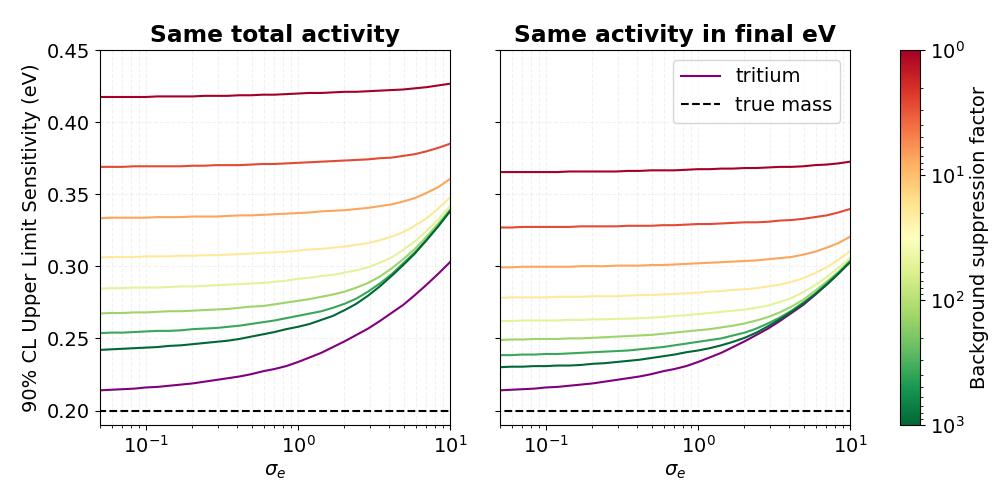 Same total activity
Same activity in final eV
90% CL Upper Limit Sensitivity (eV)
0.45
0.40
0.35
0.30
0.25
0.20
10⁻¹
10⁰
10¹
σₑ
tritium
true mass
10⁻¹
10⁰
10¹
σₑ
10⁰
10¹
10²
10³
Background suppression factor